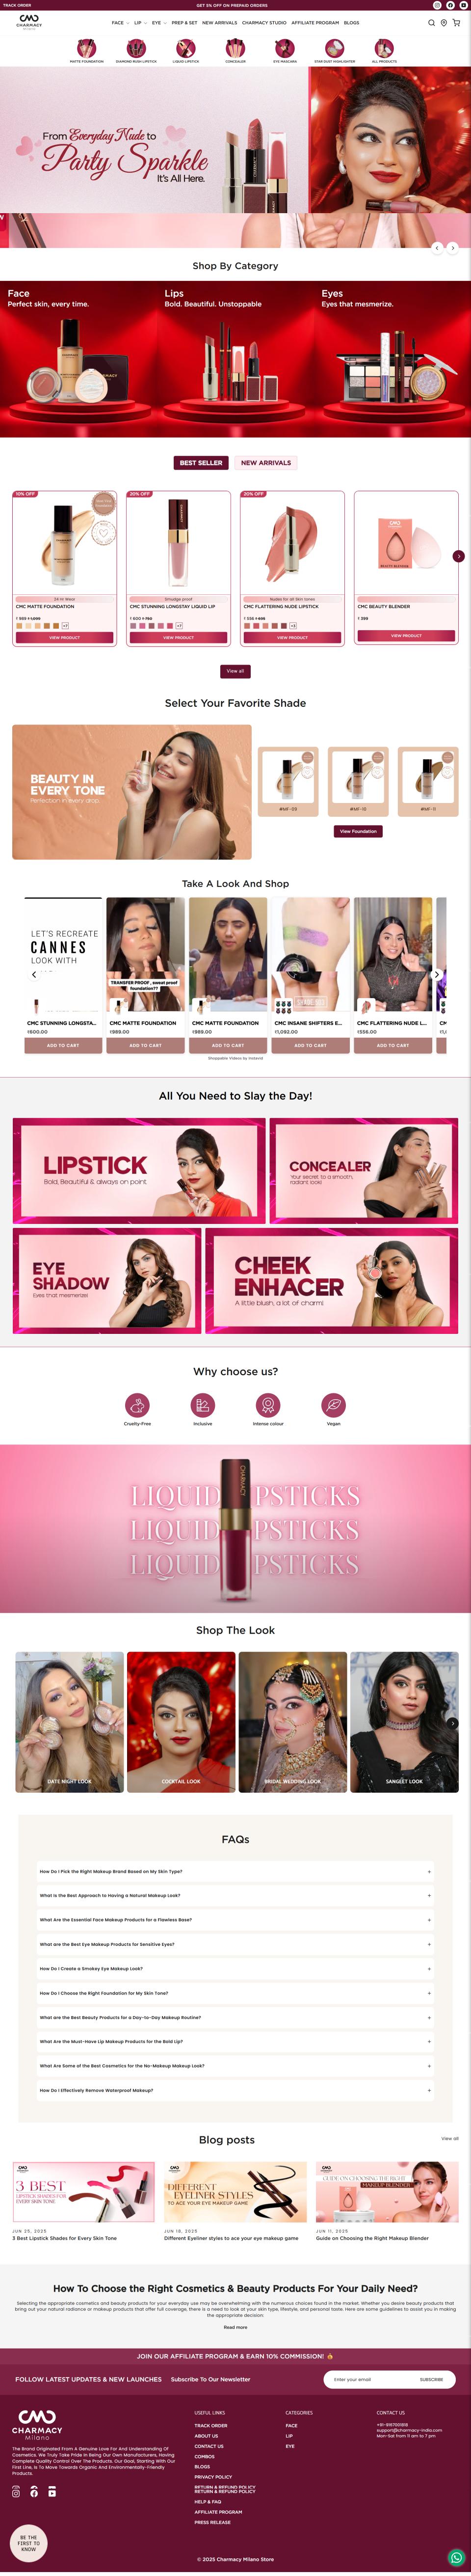 TRACK ORDER
GET 5% OFF ON PREPAID ORDERS
CMC
CHARMACY
Milano
FACE LIP EYE PREP & SET NEW ARRIVALS CHARMACY STUDIO AFFILIATE PROGRAM BLOGS
MATTE FOUNDATION
DIAMOND RUSH LIPSTICK
LIQUID LIPSTICK
CONCEALER
EYE MASCARA
STAR DUST HIGHLIGHTER
ALL PRODUCTS
From Everyday Nude to
Party Sparkle
It's All Here.
Shop By Category
Face
Perfect skin, every time.
Lips
Bold. Beautiful. Unstoppable
Eyes
Eyes that mesmerize.
BEST SELLER
NEW ARRIVALS
10% OFF
24 H Wear
CMC MATTE FOUNDATION
₹ 989 ₹ 1,099
+7
VIEW PRODUCT
20% OFF
Smudge proof
CMC STUNNING LONGSTAY LIQUID LIP
₹ 600 ₹ 750
+7
VIEW PRODUCT
20% OFF
Nudes for all Skin tones
CMC FLATTERING NUDE LIPSTICK
₹ 556 ₹ 695
+3
VIEW PRODUCT
BEAUTY BLENDER
CMC BEAUTY BLENDER
₹ 399
VIEW PRODUCT
View all
Select Your Favorite Shade
BEAUTY IN
EVERY TONE
Perfection in every drop.
#MF-11
View Foundation
Take A Look And Shop
LET'S RECREATE
CANNES
LOOK WITH
CMC STUNNING LONGSTA...
₹600.00
ADD TO CART
TRANSFER PROOF , sweat proof
foundation??
CMC MATTE FOUNDATION
₹989.00
ADD TO CART
CMC MATTE FOUNDATION
₹989.00
ADD TO CART
CMC INSANE SHIFTERS E...
₹1,092.00
ADD TO CART
CMC FLATTERING NUDE L...
₹556.00
ADD TO CART
All You Need to Slay the Day!
LIPSTICK
Bold, Beautiful & always on point
CONCEALER
Your secret to a smooth,
radiant look!
EYE
SHADOW
Eyes that mesmerize!
CHEEK
ENHACER
A little blush, a lot of charm!
Why choose us?
Cruelty-Free
Inclusive
Intense colour
Vegan
LIQUID LIPSTICKS
LIQUID LIPSTICKS
LIQUID LIPSTICKS
CHARMACY
Shop The Look
DATE NIGHT LOOK
COCKTAIL LOOK
BRIDAL WEDDING LOOK
SANGEET LOOK
FAQs
How Do I Pick the Right Makeup Brand Based on My Skin Type?
What is the Best Approach to Having a Natural Makeup Look?
What Are the Essential Face Makeup Products for a Flawless Base?
What are the Best Eye Makeup Products for Sensitive Eyes?
How Do I Create a Smokey Eye Makeup Look?
How Do I Choose the Right Foundation for My Skin Tone?
What are the Best Beauty Products for a Day-to-Day Makeup Routine?
What Are the Must-Have Lip Makeup Products for the Bold Lip?
What Are Some of the Best Cosmetics for the No-Makeup Makeup Look?
How Do I Effectively Remove Waterproof Makeup?
Blog posts
View all
3 BEST
LIPSTICK SHADES FOR
EVERY SKIN TONE
JUN 25, 2025
3 Best Lipstick Shades for Every Skin Tone
DIFFERENT
EYELINER STYLES
TO ACE YOUR EYE MAKEUP GAME
JUN 18, 2025
Different Eyeliner styles to ace your eye makeup game
GUIDE ON CHOOSING THE RIGHT
MAKEUP BLENDER
JUN 11, 2025
Guide on Choosing the Right Makeup Blender
How To Choose the Right Cosmetics & Beauty Products For Your Daily Need?
Selecting the appropriate cosmetics and beauty products for your everyday use may be overwhelming with the numerous choices found in the market. Whether you desire beauty products that
bring out your natural radiance or makeup products that offer full coverage, there is a need to look at your skin type, lifestyle, and personal taste. Here are some guidelines to assist you in making
the appropriate decision:
Read more
JOIN OUR AFFILIATE PROGRAM & EARN 10% COMMISSION! 🔥
FOLLOW LATEST UPDATES & NEW LAUNCHES
Subscribe To Our Newsletter
Enter your email
SUBSCRIBE
CMC
CHARMACY
Milano
The Brand Originated From A Genuine Love For And Understanding Of
Cosmetics. We Truly Take Pride In Being Our Own Manufacturers, Having
Complete Quality Control Over The Products. Our Goal, Starting With Our
First Line, Is To Move Towards Organic And Environmentally-Friendly
Products.
USEFUL LINKS
TRACK ORDER
ABOUT US
CONTACT US
COMBOS
BLOGS
PRIVACY POLICY
RETURN & REFUND POLICY
RETURN & REFUND POLICY
HELP & FAQ
AFFILIATE PROGRAM
PRESS RELEASE
CATEGORIES
FACE
LIP
EYE
CONTACT US
support@charmacy-india.com
Mon-Sat from 11 am to 7 pm
BE THE
FIRST TO
KNOW
© 2025 Charmacy Milano Store